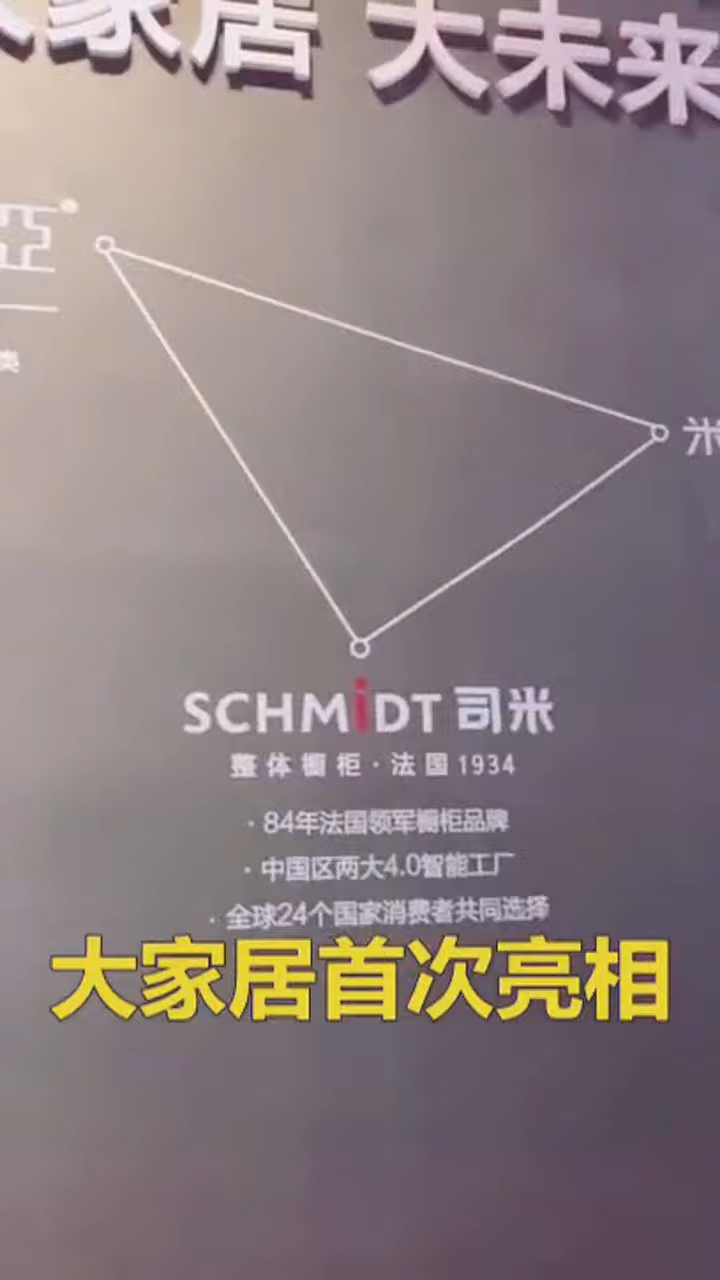 家居 大未来
亞
类
米
SCHMiDT 司米
整体橱柜·法国1934
·84年法国领军橱柜品牌
·中国区两大4.0智能工厂
·全球24个国家消费者共同选择
大家居首次亮相